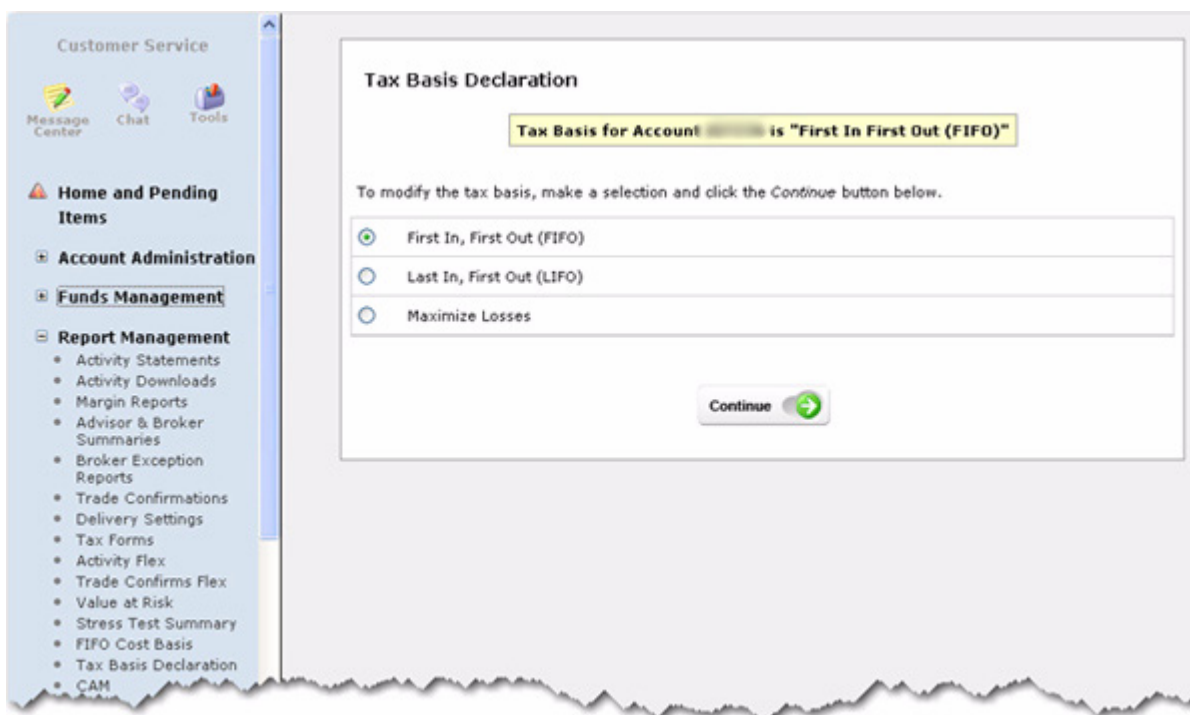 Customer Service
Message
Center
Chat
Tools
Home and Pending
Items
Account Administration
Funds Management
Report Management
Activity Statements
Activity Downloads
Margin Reports
Advisor & Broker
Summaries
Broker Exception
Reports
Trade Confirmations
Delivery Settings
Tax Forms
Activity Flex
Trade Confirms Flex
Value at Risk
Stress Test Summary
FIFO Cost Basis
Tax Basis Declaration
CAM
Tax Basis Declaration
Tax Basis for Account is "First In First Out (FIFO)"
To modify the tax basis, make a selection and click the Continue button below.
First In, First Out (FIFO)
Last In, First Out (LIFO)
Maximize Losses
Continue